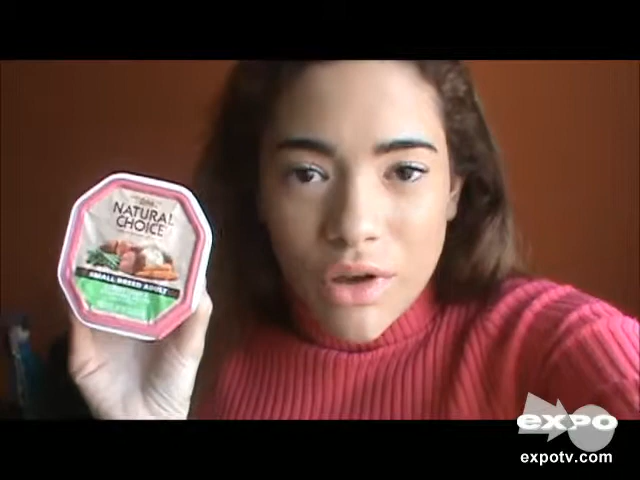 NATURAL
CHOICE
SMALL BREED ADULT
expo
expotv.com